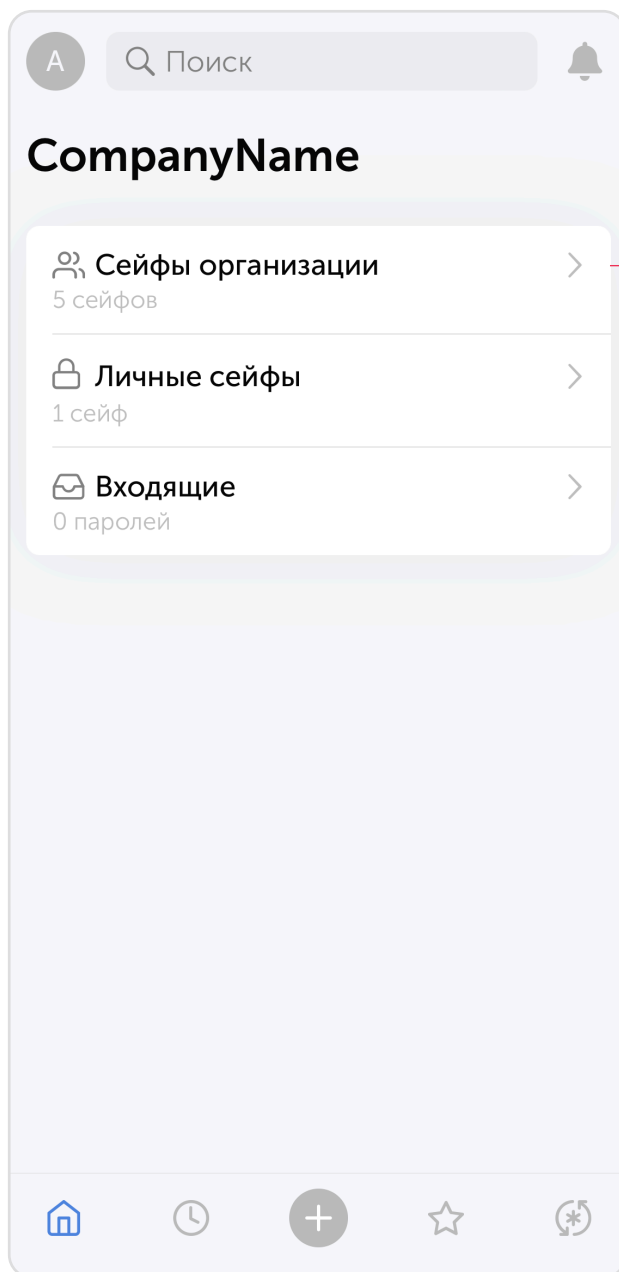 A
Поиск
CompanyName
Сейфы организации
5 сейфов
Личные сейфы
1 сейф
Входящие
0 паролей